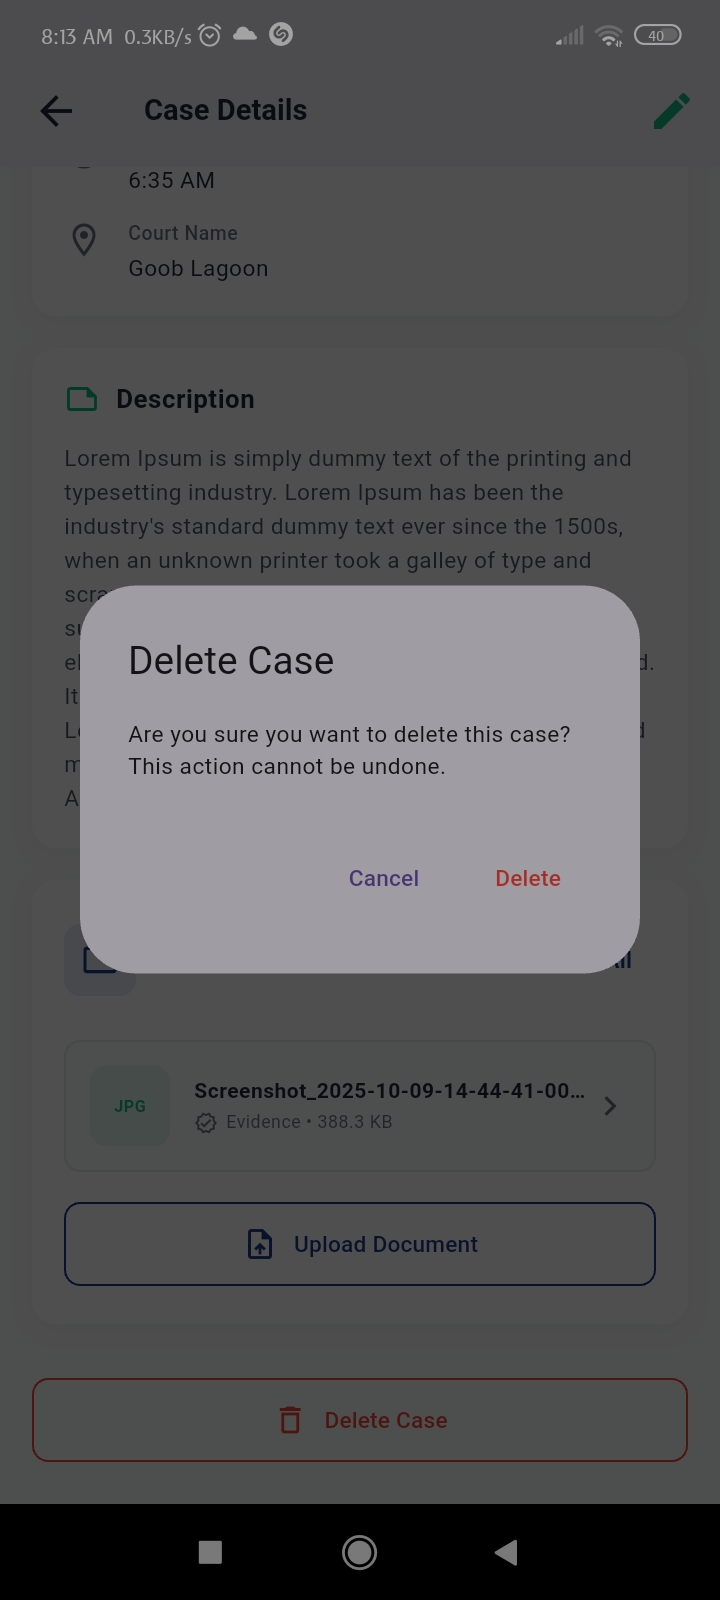 8:13 AM 0.3KB/s
40
Case Details
6:35 AM
Court Name
Goob Lagoon
Description
Lorem Ipsum is simply dummy text of the printing and
typesetting industry. Lorem Ipsum has been the
industry's standard dummy text ever since the 1500s,
when an unknown printer took a galley of type and
It
Delete Case
Are you sure you want to delete this case?
This action cannot be undone.
Cancel Delete
JPG
Screenshot_2025-10-09-14-44-41-00...
Evidence • 388.3 KB
Upload Document
Delete Case